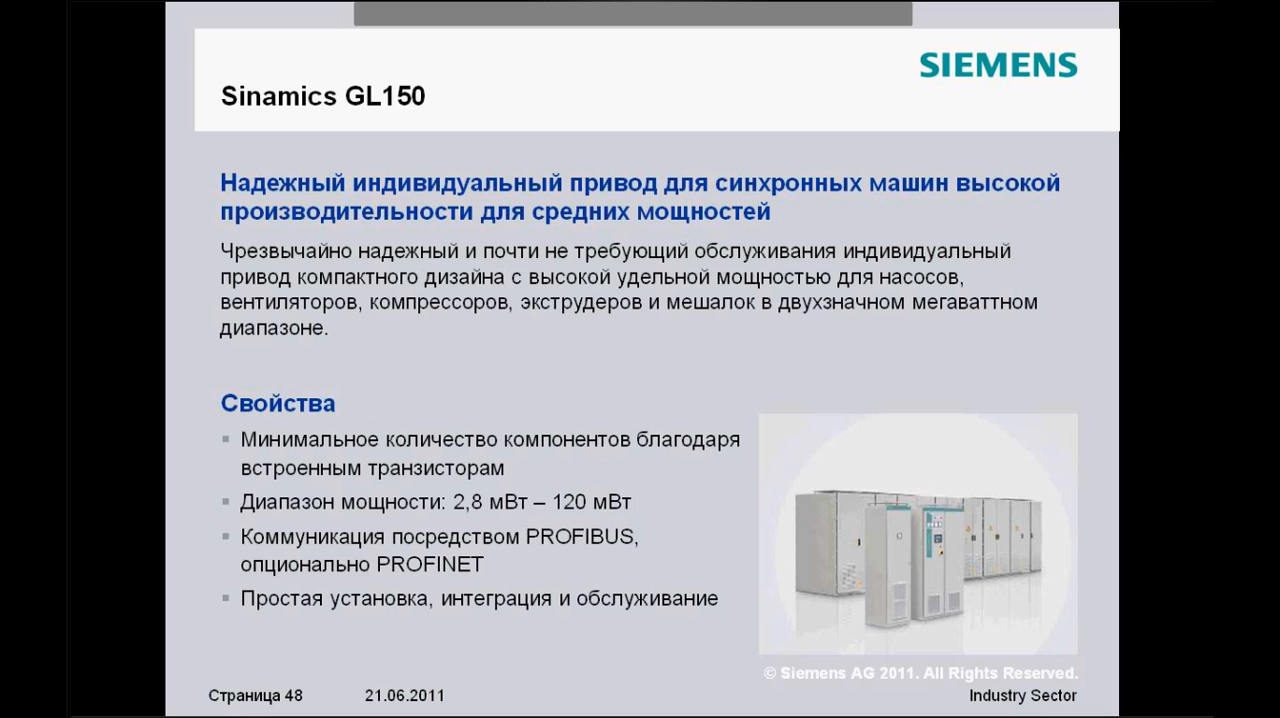 SIEMENS
Sinamics GL150
Надежный индивидуальный привод для синхронных машин высокой
производительности для средних мощностей
Чрезвычайно надежный и почти не требующий обслуживания индивидуальный
привод компактного дизайна с высокой удельной мощностью для насосов,
вентиляторов, компрессоров, экструдеров и мешалок в двухзначном мегаваттном
диапазоне.
Свойства
▪ Минимальное количество компонентов благодаря
встроенным транзисторам
▪ Диапазон мощности: 2,8 мВт – 120 мВт
▪ Коммуникация посредством PROFIBUS,
опционально PROFINET
▪ Простая установка, интеграция и обслуживание
© Siemens AG 2011. All Rights Reserved.
Страница 48 21.06.2011 Industry Sector